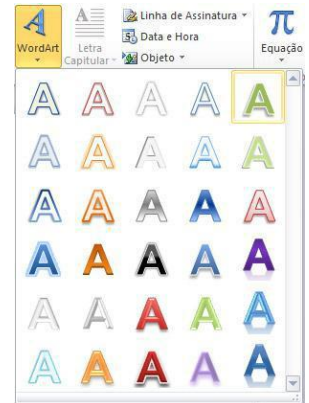 Linha de Assinatura
Data e Hora
Objeto
WordArt
Letra
Capitular
Equação
π
A A A A A
A A A A A
A A A A A
A A A A A
A A A A A
A A A A A